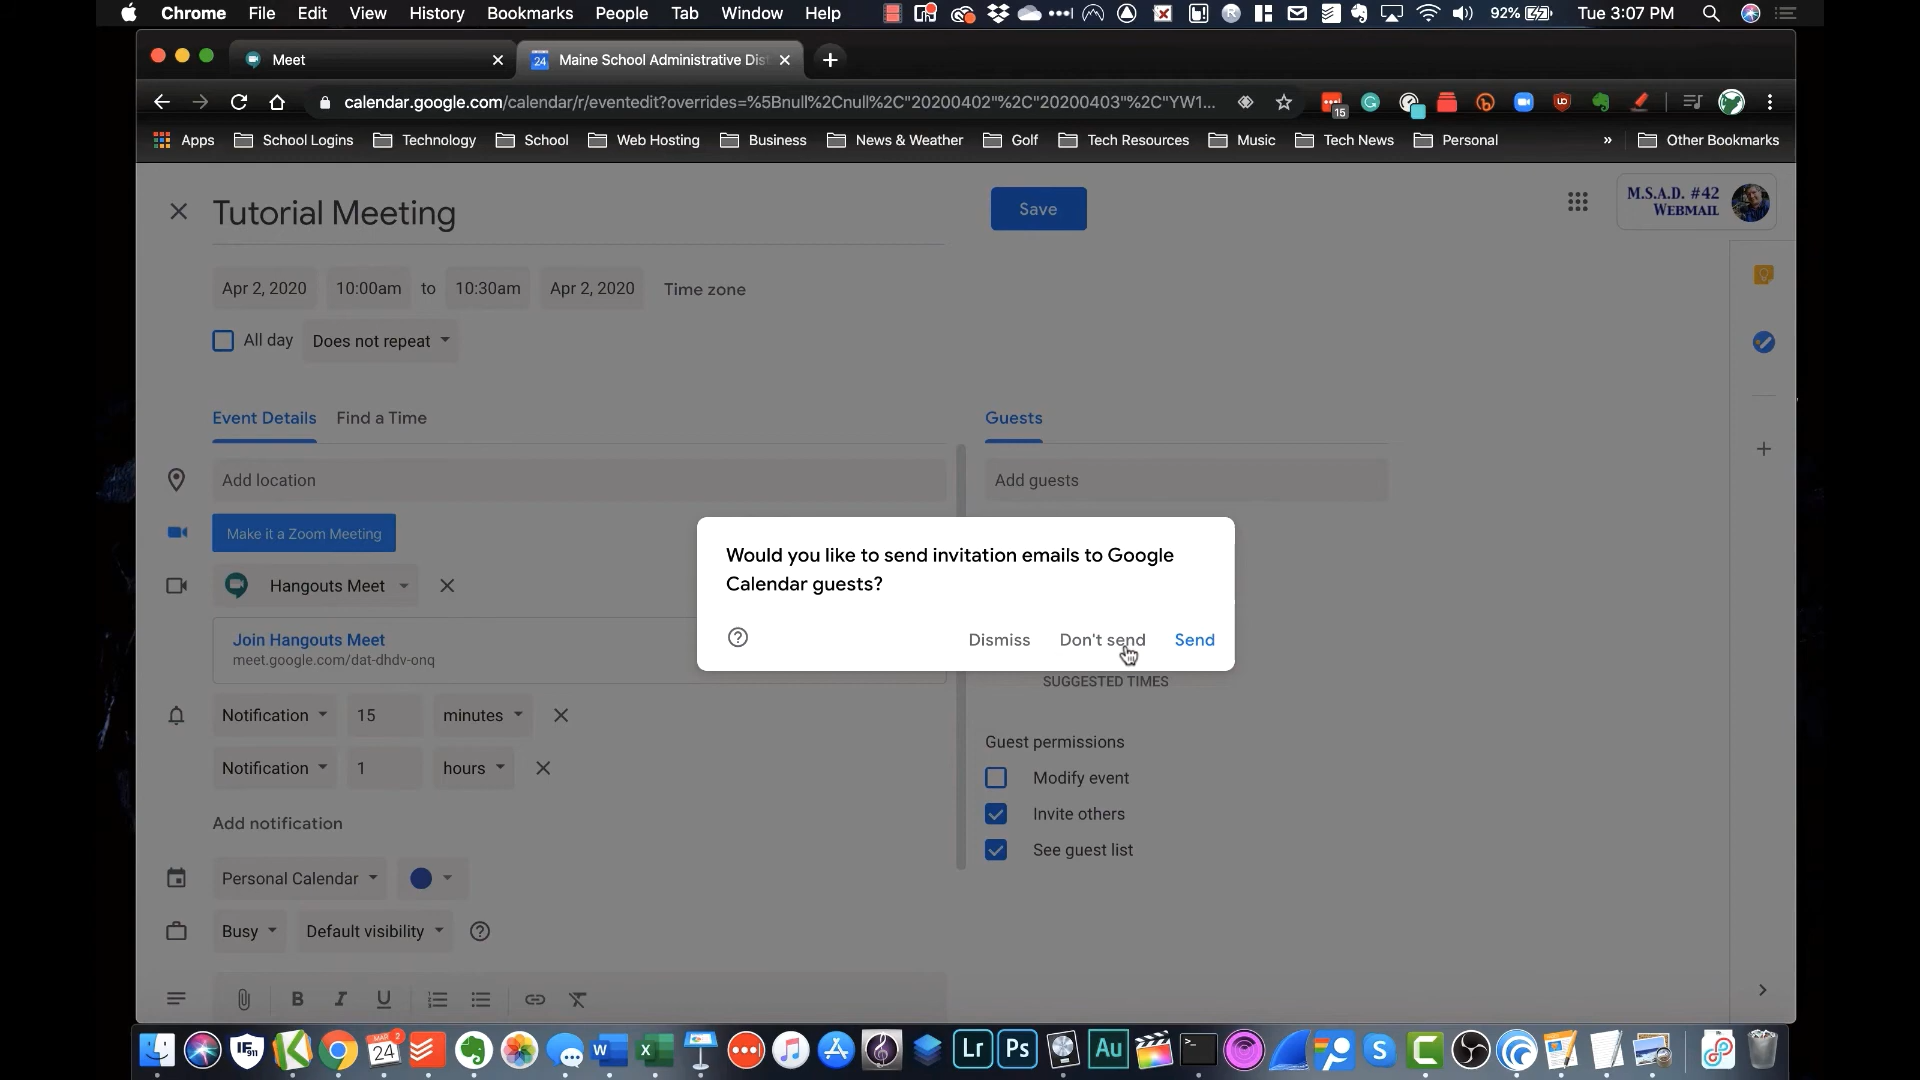 Chrome File Edit View History Bookmarks People Tab Window Help 92% Tue 3:07 PM
Meet
24 Maine School Administrative Dis
calendar.google.com/calendar/r/eventedit?overrides=%5Bnull%2Cnull%2C"20200402"%2C"20200403"%2C"YW1... 15
Apps School Logins Technology School Web Hosting Business News & Weather Golf Tech Resources Music Tech News Personal » Other Bookmarks
Tutorial Meeting
Save
M.S.A.D. #42
WEBMAIL
Apr 2, 2020 10:00am to 10:30am Apr 2, 2020 Time zone
All day Does not repeat
Event Details Find a Time
Guests
Add location
Add guests
Make it a Zoom Meeting
Would you like to send invitation emails to Google
Calendar guests?
Dismiss Don't send Send
Hangouts Meet
Join Hangouts Meet
meet.google.com/dat-dhdv-onq
SUGGESTED TIMES
Notification 15 minutes
Notification 1 hours
Add notification
Guest permissions
Modify event
Invite others
See guest list
Personal Calendar
Busy Default visibility
B I U
IF 911 MAR 24 2 W X Lr Ps Au >_ S C